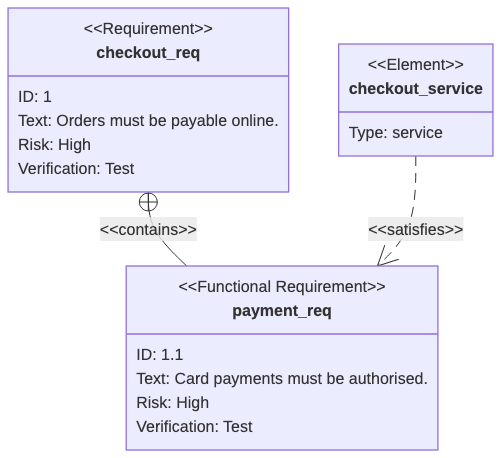 <<Requirement>>
checkout_req
ID: 1
Text: Orders must be payable online.
Risk: High
Verification: Test
<<Element>>
checkout_service
Type: service
<<contains>>
<<satisfies>>
<<Functional Requirement>>
payment_req
ID: 1.1
Text: Card payments must be authorised.
Risk: High
Verification: Test